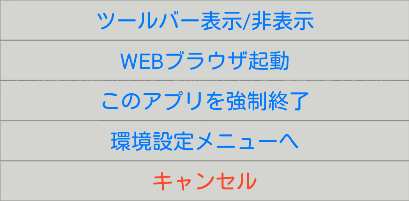 ツールバー表示/非表示
WEBブラウザ起動
このアプリを強制終了
環境設定メニューへ
キャンセル